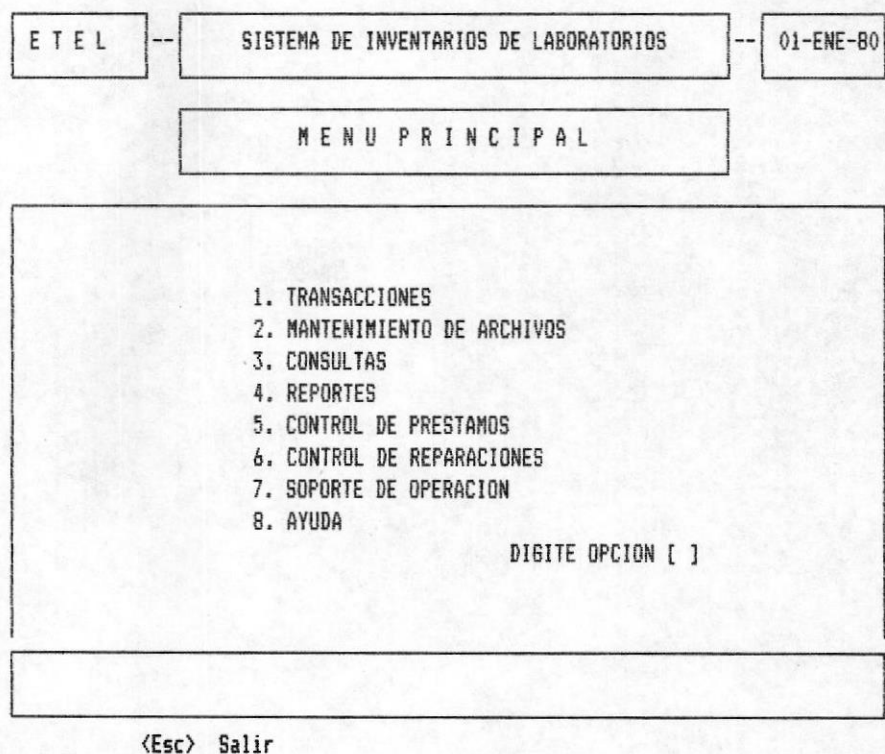 E T E L -- SISTEMA DE INVENTARIOS DE LABORATORIOS -- 01-ENE-80
M E N U P R I N C I P A L
1. TRANSACCIONES
2. MANTENIMIENTO DE ARCHIVOS
3. CONSULTAS
4. REPORTES
5. CONTROL DE PRESTAMOS
6. CONTROL DE REPARACIONES
7. SOPORTE DE OPERACION
8. AYUDA
DIGITE OPCION [ ]
<Esc> Salir